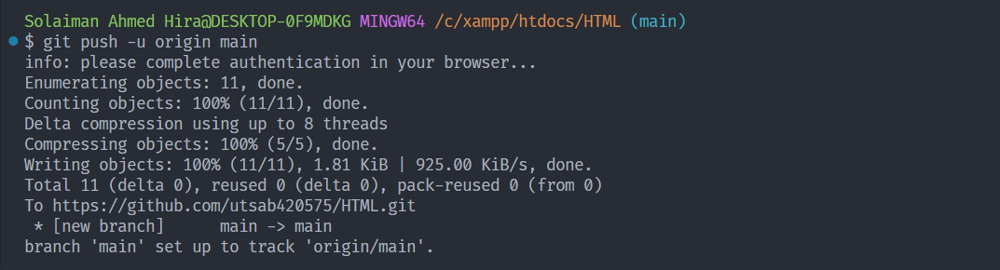 Solaiman Ahmed Hira@DESKTOP-0F9MDKG MINGW64 /c/xampp/htdocs/HTML (main)
$ git push -u origin main
info: please complete authentication in your browser...
Enumerating objects: 11, done.
Counting objects: 100% (11/11), done.
Delta compression using up to 8 threads
Compressing objects: 100% (5/5), done.
Writing objects: 100% (11/11), 1.81 KiB | 925.00 KiB/s, done.
Total 11 (delta 0), reused 0 (delta 0), pack-reused 0 (from 0)
To https://github.com/utsab420575/HTML.git
 * [new branch]      main -> main
branch 'main' set up to track 'origin/main'.